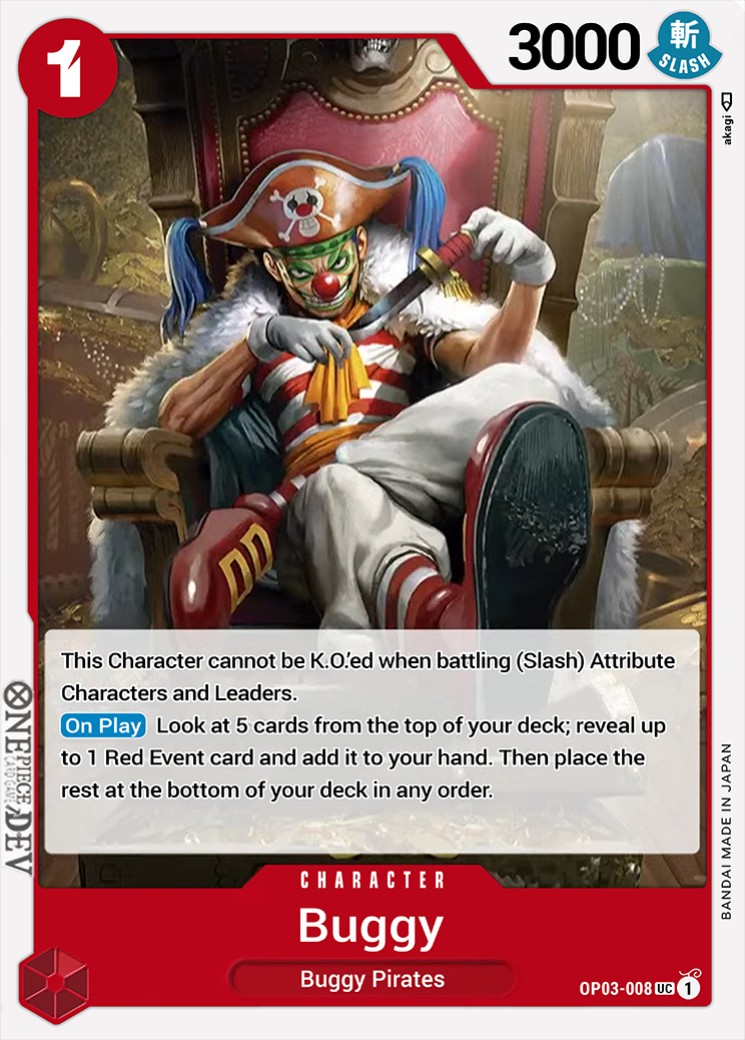 1
3000
斬
SLASH
akagi
This Character cannot be K.O.'ed when battling (Slash) Attribute
Characters and Leaders.
On Play Look at 5 cards from the top of your deck; reveal up
to 1 Red Event card and add it to your hand. Then place the
rest at the bottom of your deck in any order.
ONE PIECE
CARD GAME
.DEV
BANDAI MADE IN JAPAN
CHARACTER
Buggy
Buggy Pirates
OP03-008 UC 1